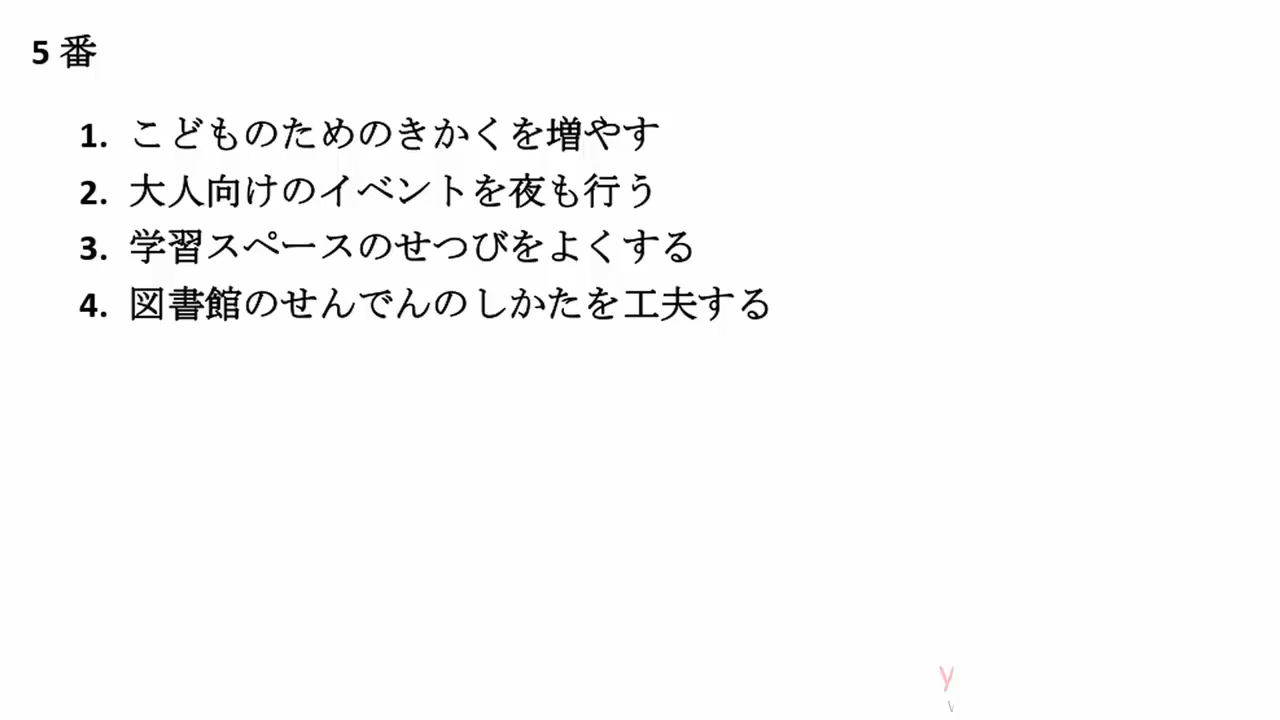 5 番
1. こどものためのきかくを増やす
2. 大人向けのイベントを夜も行う
3. 学習スペースのせつびをよくする
4. 図書館のせんでんのしかたを工夫する